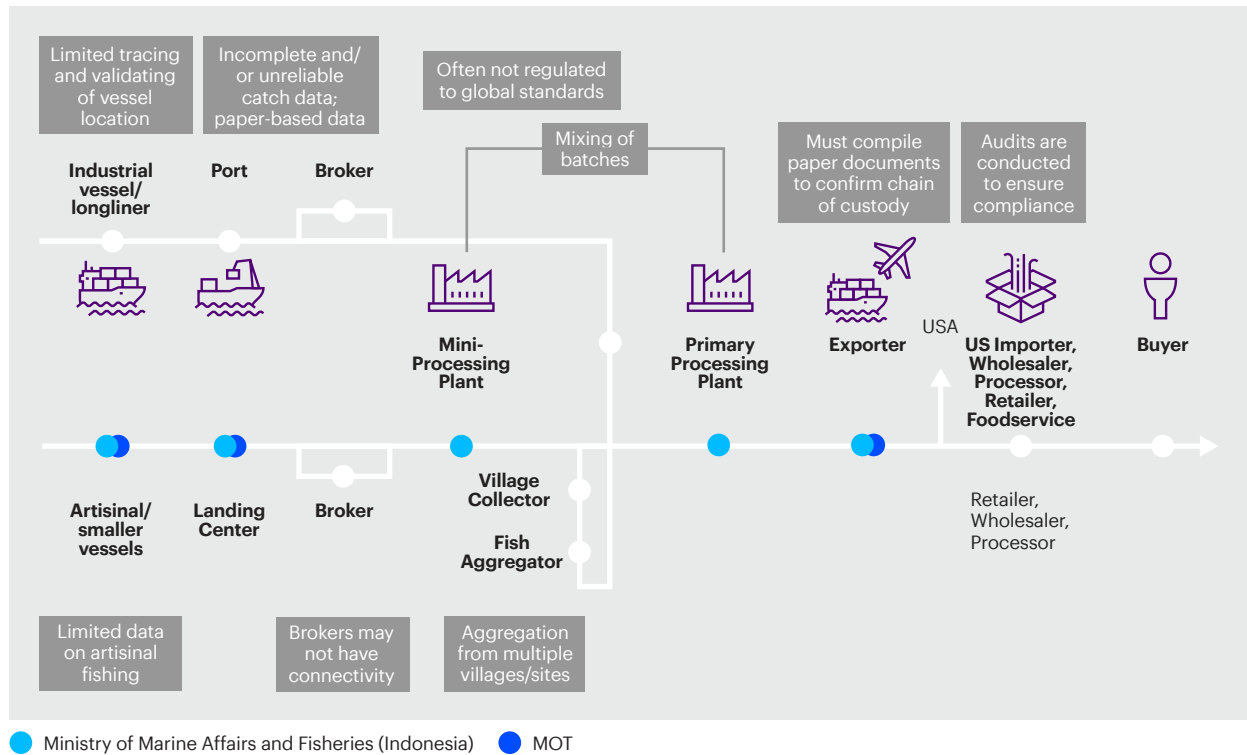 Limited tracing
and validating
of vessel
location
Incomplete and/
or unreliable
catch data;
paper-based data
Often not regulated
to global standards
Mixing of
batches
Must compile
paper documents
to confirm chain
of custody
Audits are
conducted
to ensure
compliance
Industrial
vessel/
longliner
Port
Broker
Mini-
Processing
Plant
Primary
Processing
Plant
Exporter
USA
US Importer,
Wholesaler,
Processor,
Retailer,
Foodservice
Buyer
Artisinal/
smaller
vessels
Landing
Center
Broker
Village
Collector
Fish
Aggregator
Retailer,
Wholesaler,
Processor
Limited data
on artisinal
fishing
Brokers may
not have
connectivity
Aggregation
from multiple
villages/sites
Ministry of Marine Affairs and Fisheries (Indonesia)
MOT